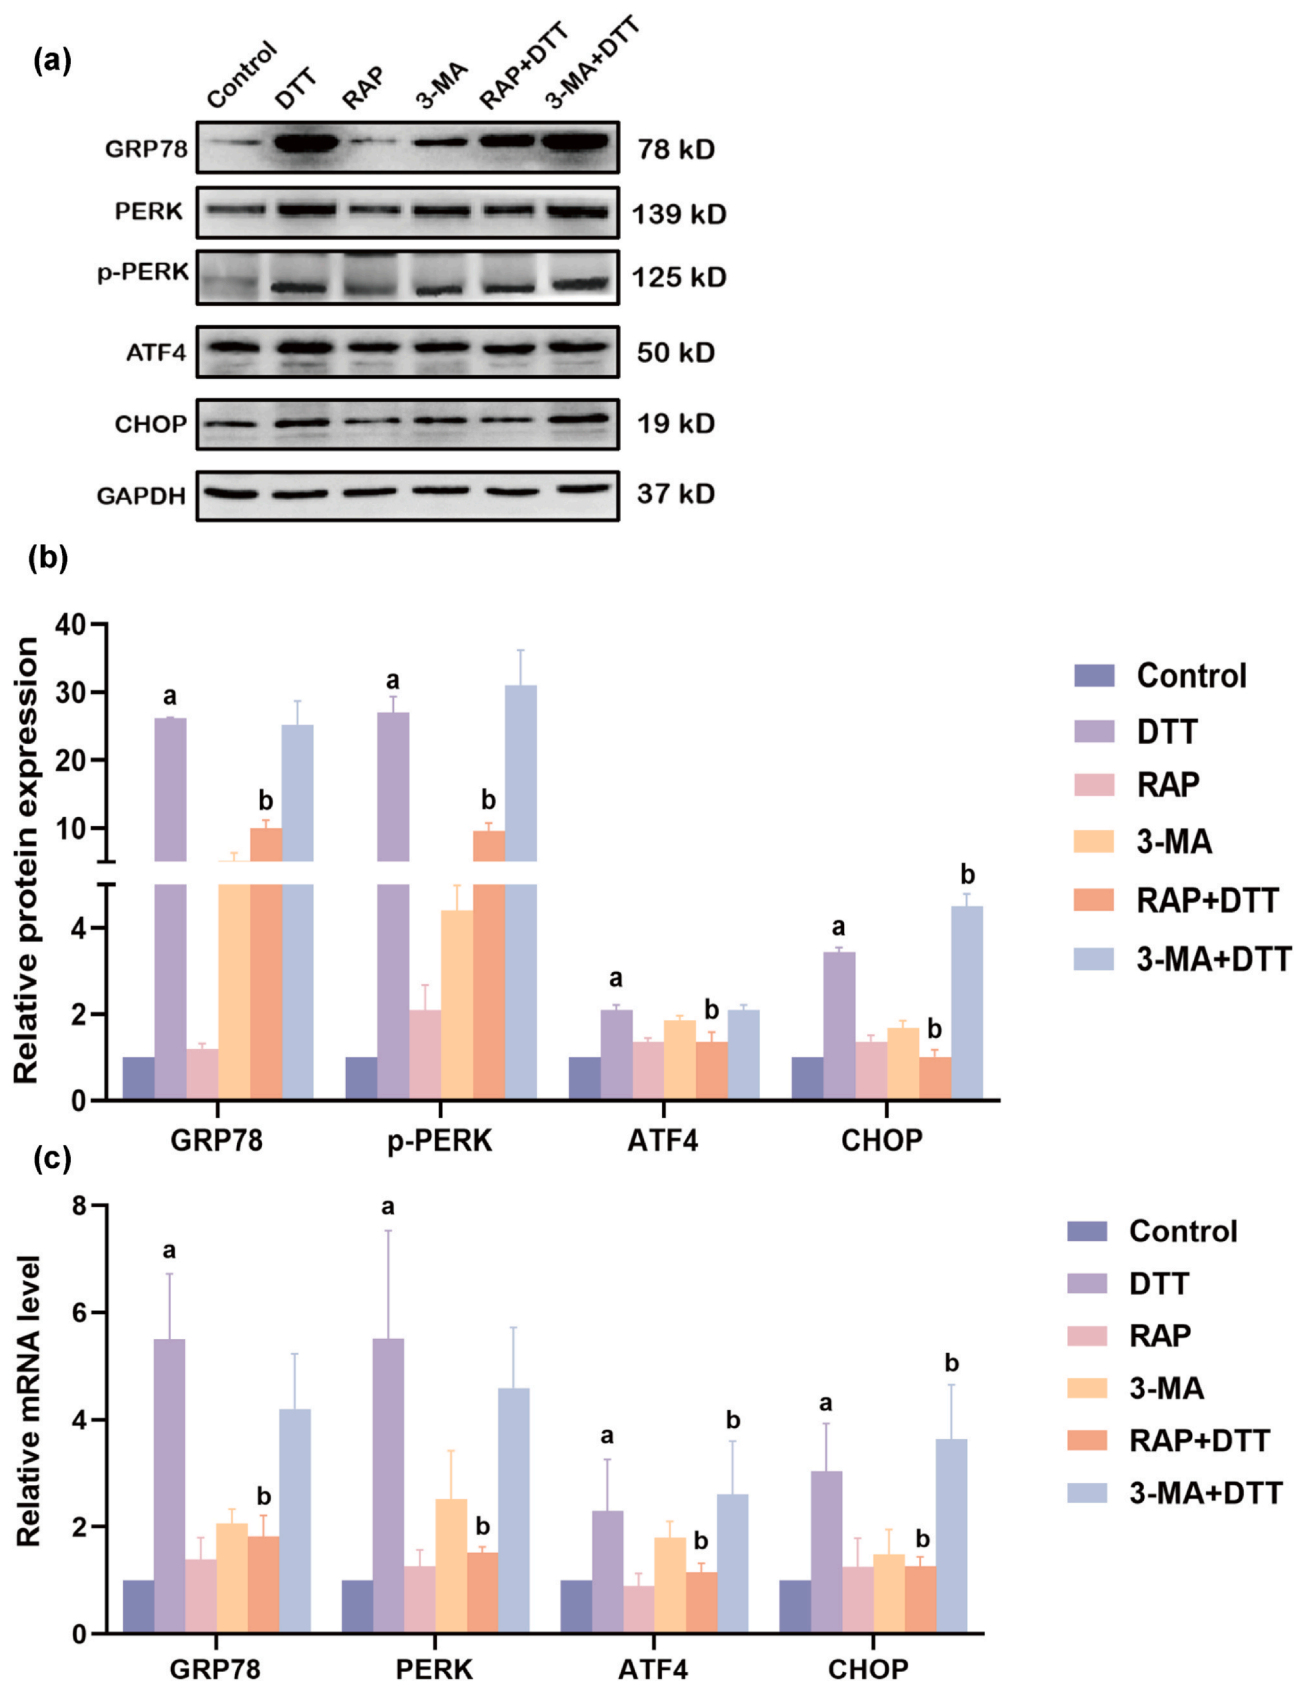 (a)
Control DTT RAP 3-MA RAP+DTT 3-MA+DTT
GRP78 78 kD
PERK 139 kD
p-PERK 125 kD
ATF4 50 kD
CHOP 19 kD
GAPDH 37 kD
(b)
Relative protein expression
40
30
20
10
4
2
0
a
b
a
b
a
b
a
b
b
GRP78 p-PERK ATF4 CHOP
Control
DTT
RAP
3-MA
RAP+DTT
3-MA+DTT
(c)
Relative mRNA level
8
6
4
2
0
a
b
a
b
a
b
b
a
b
b
GRP78 PERK ATF4 CHOP
Control
DTT
RAP
3-MA
RAP+DTT
3-MA+DTT